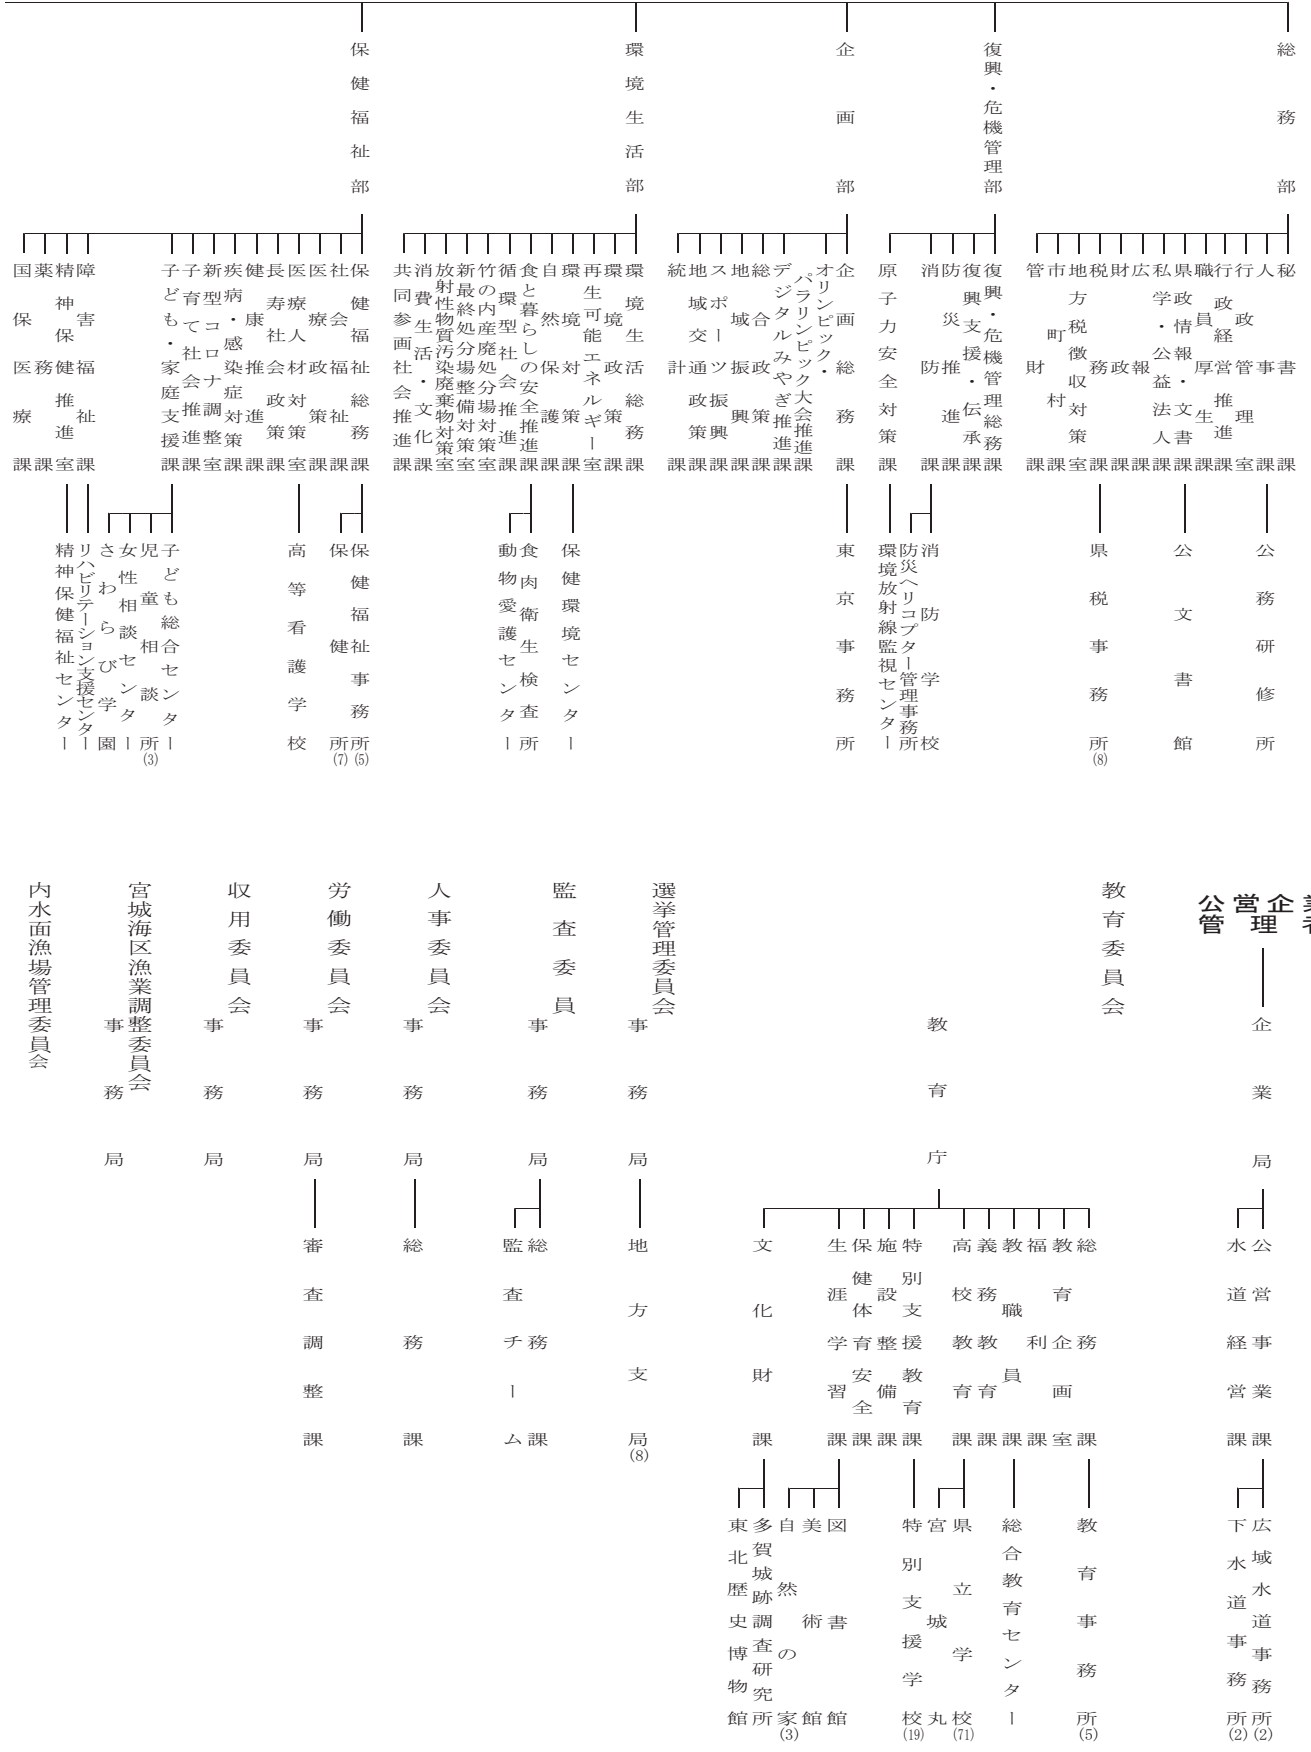 総務部
秘書課
人事課
行政管理室
行政経営推進課
職員厚生課
県政情報・文書課
私学・公益法人課
広報課
財政課
税務課
地方税徴収対策室
市町村課
管財課
公務研修所
公文書館
県税事務所(8)
復興・危機管理部
復興・危機管理総務課
復興支援・伝承課
防災推進課
消防課
原子力安全対策課
消防学校
防災ヘリコプター管理事務所
環境放射線監視センター
企画部
企画総務課
オリンピック・パラリンピック大会推進課
デジタルみやぎ推進課
総合政策課
地域振興課
スポーツ振興課
地域交通政策課
統計課
東京事務所
環境生活部
環境生活総務課
環境政策課
再生可能エネルギー室
環境対策課
自然保護課
食と暮らしの安全推進課
循環型社会推進課
竹の内産廃処分場対策室
新最終処分場整備対策室
放射性物質汚染廃棄物対策室
消費生活・文化課
共同参画社会推進課
保健環境センター
食肉衛生検査所
動物愛護センター
保健福祉部
保健福祉総務課
社会福祉課
医療政策課
医療人材対策室
長寿社会政策課
健康推進課
疾病・感染症対策室
新型コロナ調整室
子育て社会推進課
子ども・家庭支援課
障害福祉課
精神保健推進室
薬務課
国保医療課
保健福祉事務所(5)
保健所(7)
高等看護学校
子ども総合センター
児童相談所(3)
女性相談センター
さわらび学園
リハビリテーション支援センター
精神保健福祉センター
公営企業管理者
企業局
公営事業課
水道経営課
広域水道事務所(2)
下水道事務所(2)
教育委員会
教育庁
総務課
教育企画室
福利課
教職員課
義務教育課
高校教育課
特別支援教育課
施設整備課
保健体育安全課
生涯学習課
文化財課
教育事務所(5)
総合教育センター
県立学校(71)
宮城丸
特別支援学校(19)
図書館
美術館
自然の家(3)
多賀城跡調査研究所
東北歴史博物館
選挙管理委員会
事務局
地方支局(8)
監査委員
事務局
総務課
監査チーム
人事委員会
事務局
総務課
労働委員会
事務局
審査調整課
収用委員会
事務局
宮城海区漁業調整委員会
事務局
内水面漁場管理委員会